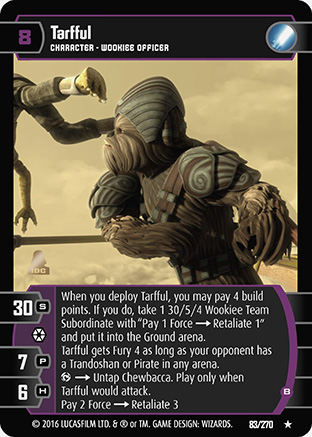 8
Tarfful
CHARACTER - WOOKIEE OFFICER
30 S
7 P
6 H
When you deploy Tarfful, you may pay 4 build
points. If you do, take 1 30/5/4 Wookiee Team
Subordinate with “Pay 1 Force → Retaliate 1”
and put it into the Ground arena.
Tarfful gets Fury 4 as long as your opponent has
a Trandoshan or Pirate in any arena.
→ Untap Chewbacca. Play only when
Tarfful would attack.
Pay 2 Force → Retaliate 3
B
© 2016 LUCASFILM LTD. & ® or TM. GAME DESIGN: WIZARDS.
83/270 ★